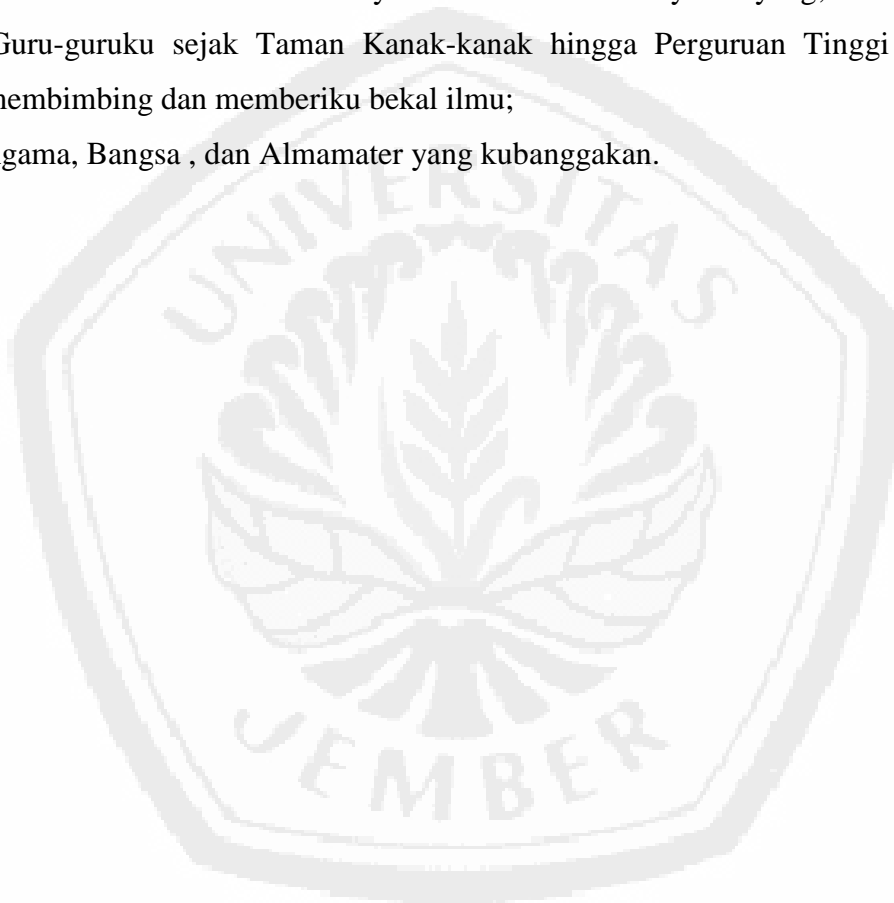 Guru-guruku sejak Taman Kanak-kanak hingga Perguruan Tinggi
membimbing dan memberiku bekal ilmu;
gama, Bangsa , dan Almamater yang kubanggakan.
UNIVERSITAS
JEMBER